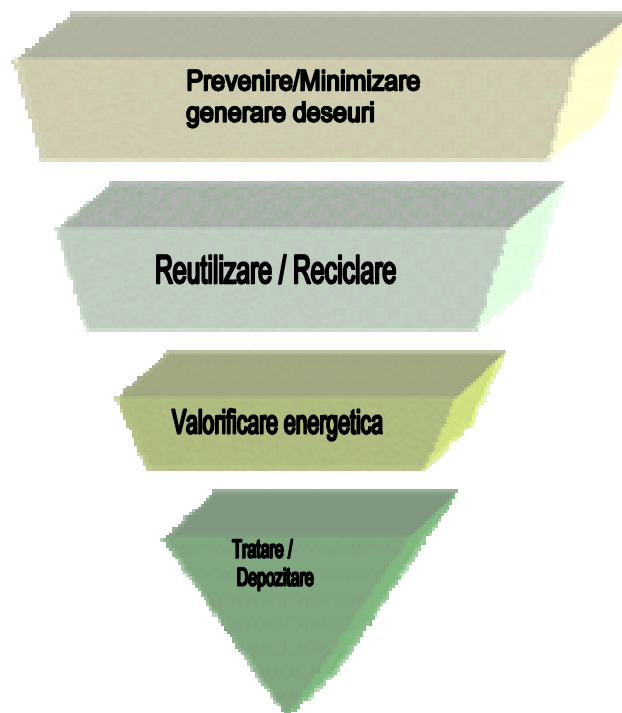 Prevenire/Minimizare
generare deseuri
Reutilizare / Reciclare
Valorificare energetica
Tratare /
Depozitare